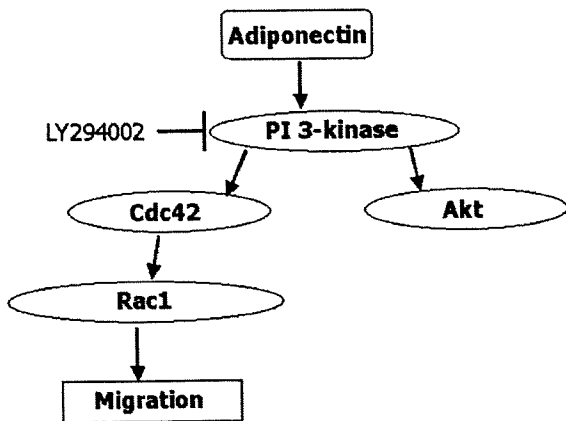 Adiponectin
LY294002
PI 3-kinase
Cdc42
Akt
Rac1
Migration